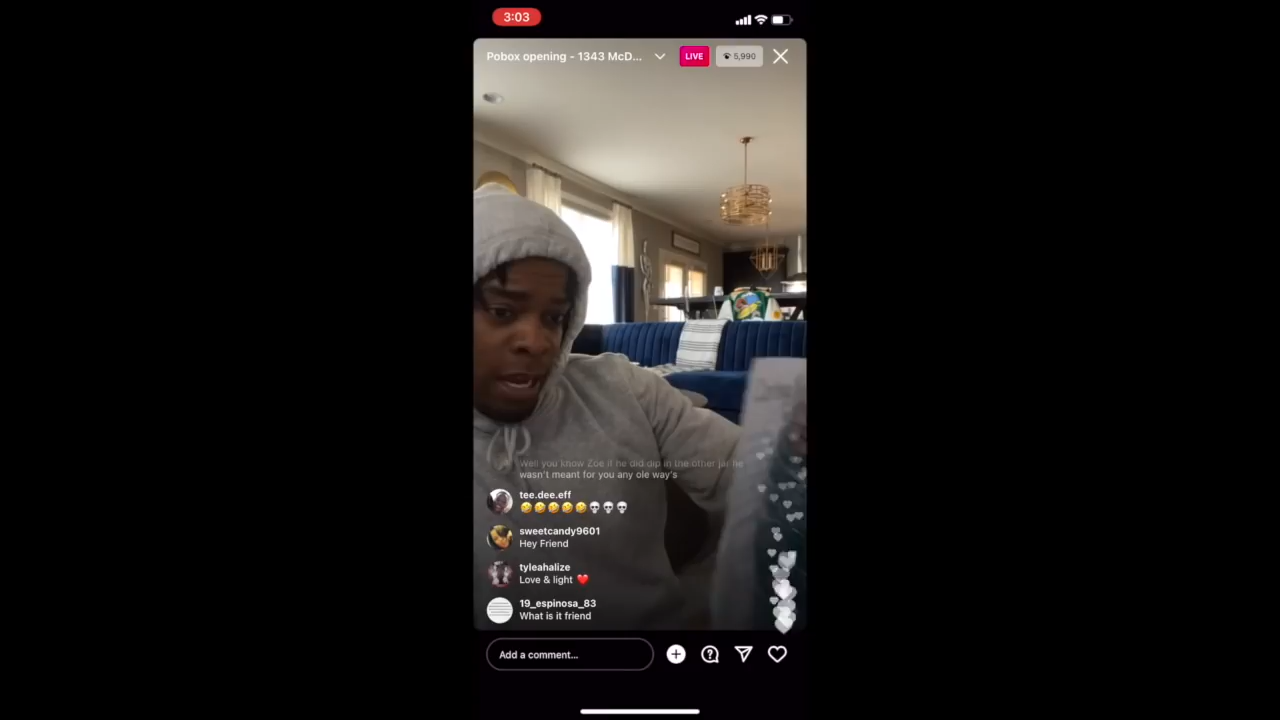 3:03
Pobox opening - 1343 McD...
LIVE
5,990
Well you know Zoe if he did dip in the other jar he
wasn't meant for you any ole way's
tee.dee.eff
🤣🤣🤣🤣🤣💀💀💀
sweetcandy9601
Hey Friend
tyleahalize
Love & light ❤️
19_espinosa_83
What is it friend
Add a comment...